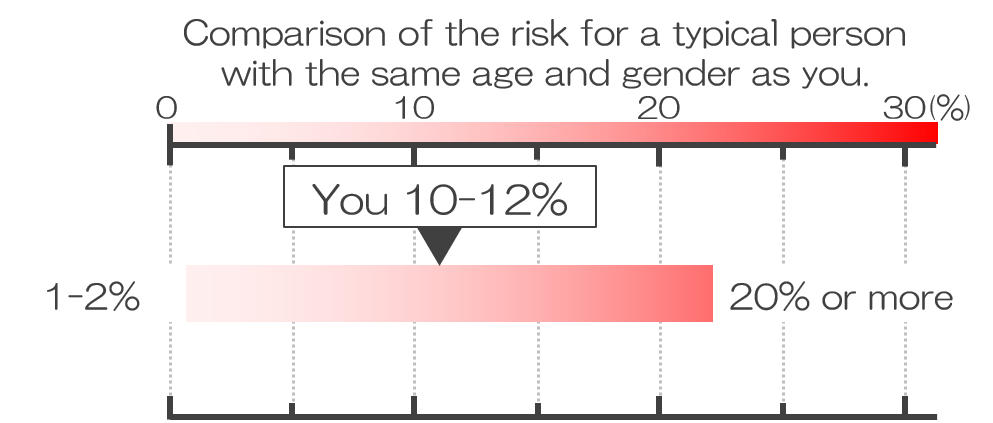 Comparison of the risk for a typical person
with the same age and gender as you.
0 10 20 30(%)
You 10-12%
1-2% 20% or more